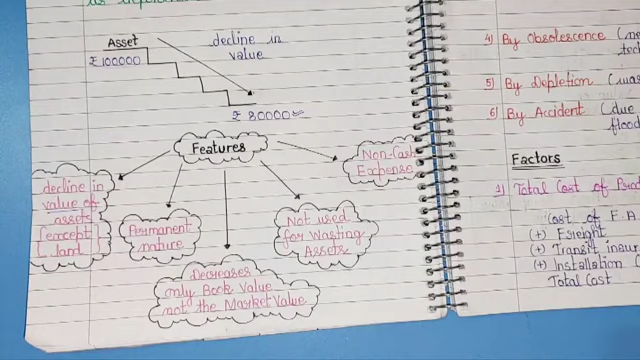 Asset
decline in
value
₹ 100000
₹ 80000
Features
decline in
value of
assets
[except
land]
Permanent
nature
Decreases
only Book Value
not the Market Value
Not used
for Wasting
Assets
Non-Cash
Expense
4) By Obsolescence
5) By Depletion
6) By Accident (due
flood
Factors
1) Total Cost of
Cost of F.A
(+) Freight
(+) Transit insur
(+) Installation C
Total Cost